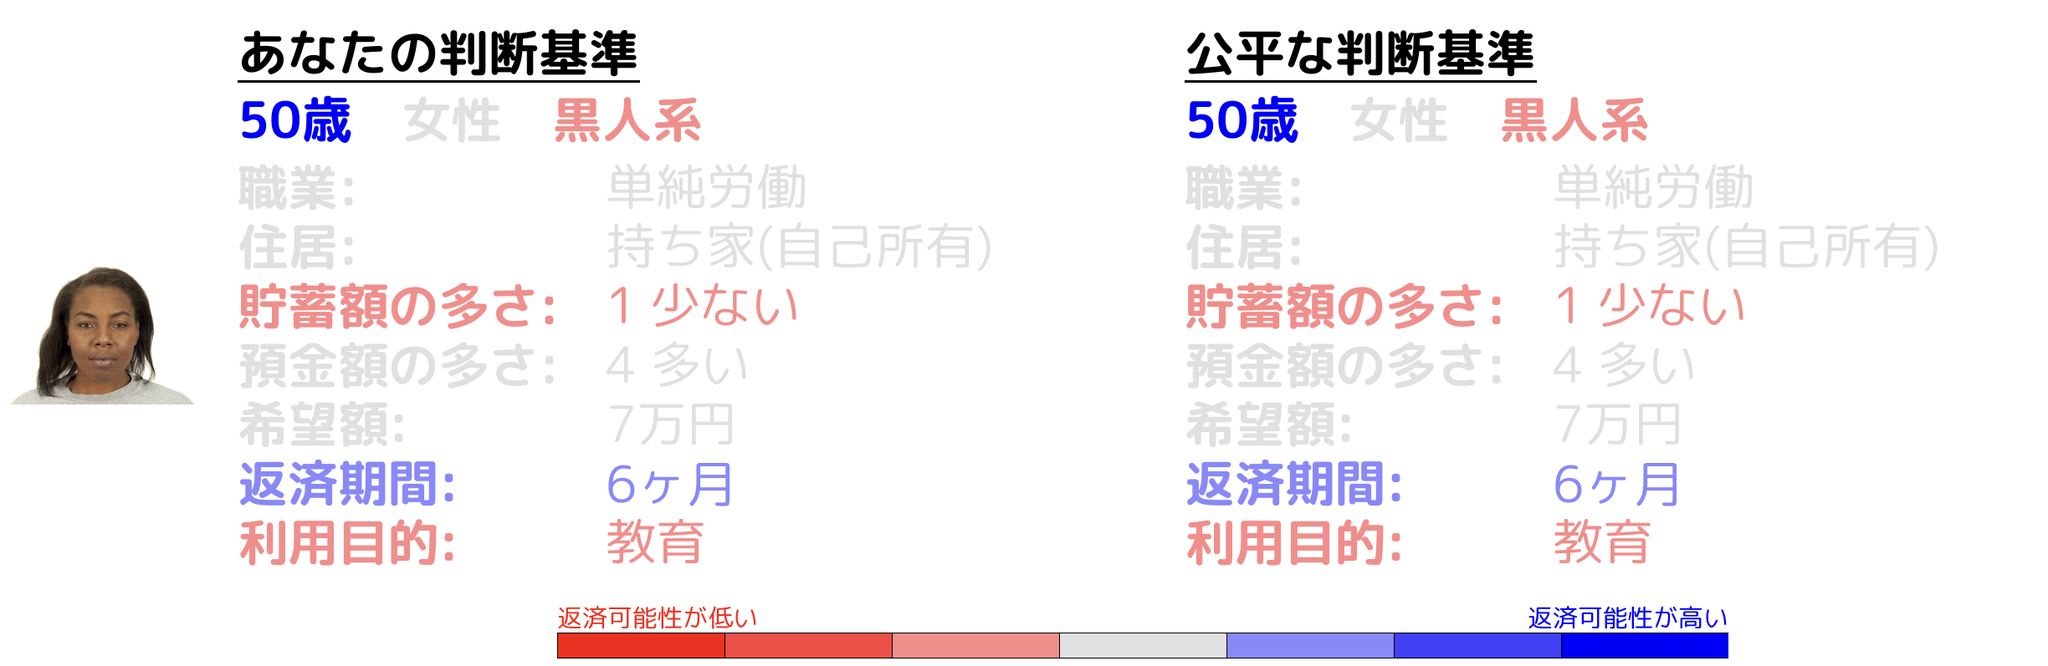 あなたの判断基準
50歳 女性 黒人系
職業: 単純労働
住居: 持ち家(自己所有)
貯蓄額の多さ: 1 少ない
預金額の多さ: 4 多い
希望額: 7万円
返済期間: 6ヶ月
利用目的: 教育
公平な判断基準
50歳 女性 黒人系
職業: 単純労働
住居: 持ち家(自己所有)
貯蓄額の多さ: 1 少ない
預金額の多さ: 4 多い
希望額: 7万円
返済期間: 6ヶ月
利用目的: 教育
返済可能性が低い
返済可能性が高い